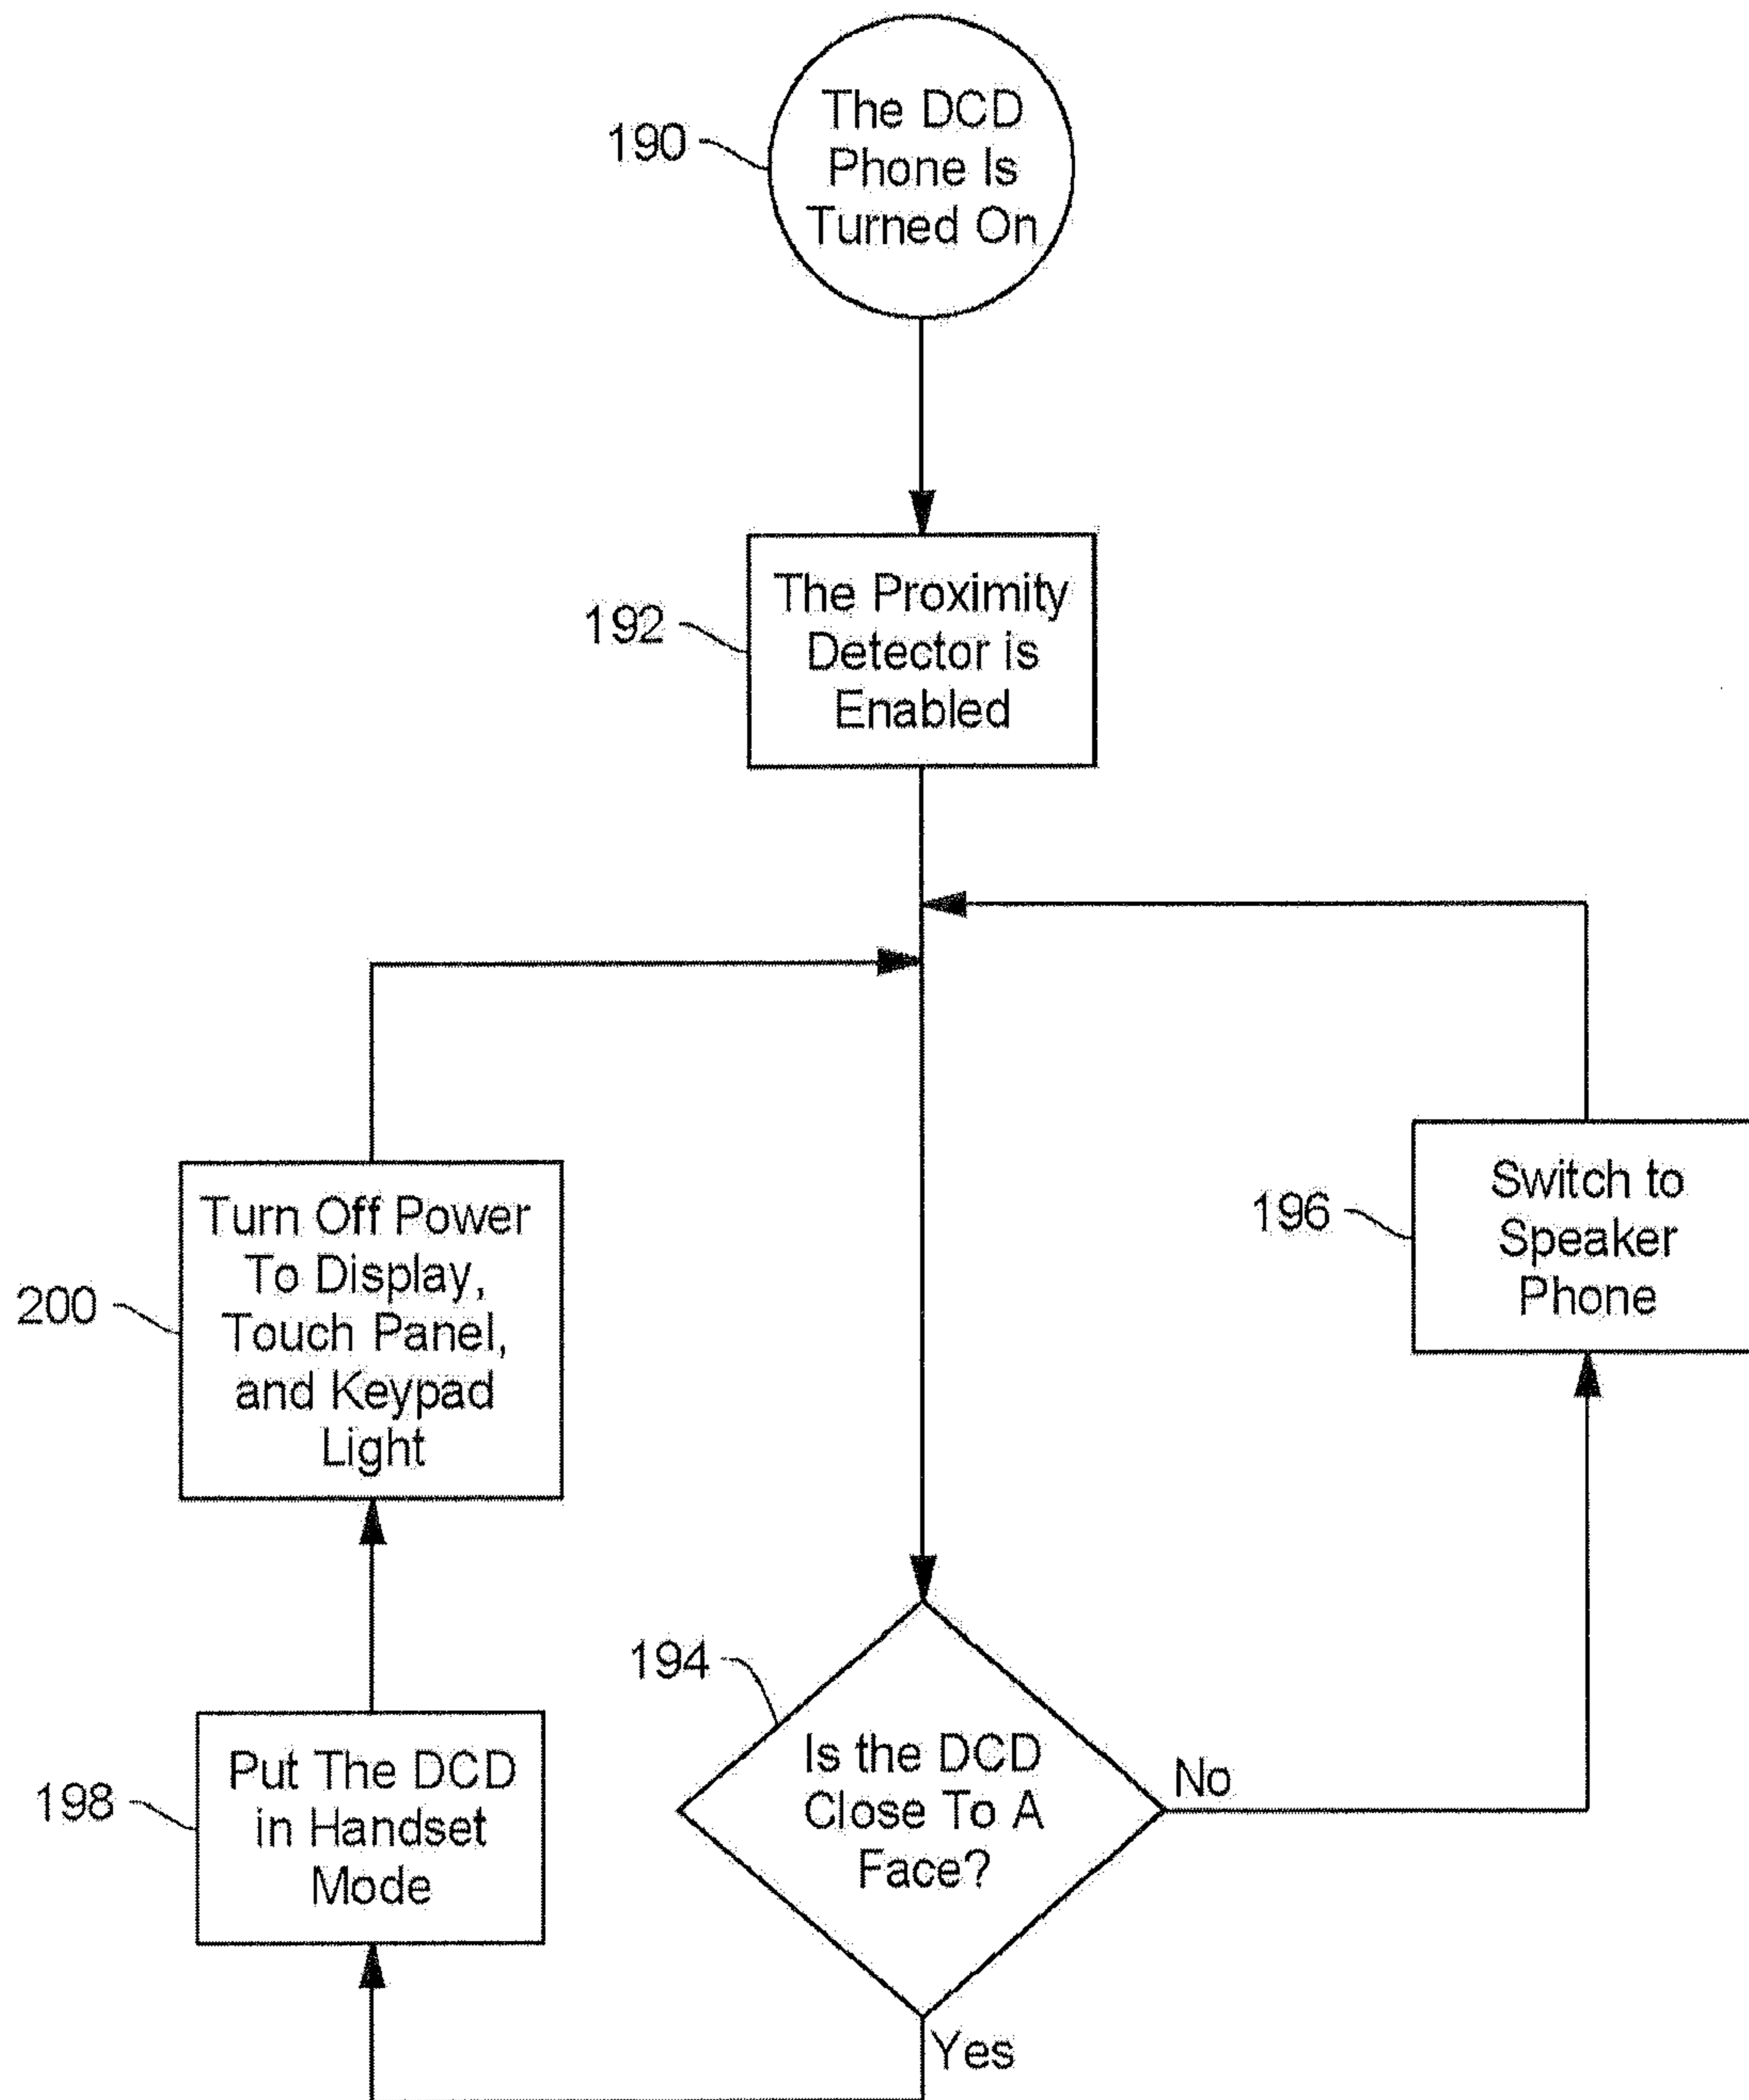 190
The DCD
Phone Is
Turned On
192
The Proximity
Detector is
Enabled
200
Turn Off Power
To Display,
Touch Panel,
and Keypad
Light
196
Switch to
Speaker
Phone
198
Put The DCD
in Handset
Mode
194
Is the DCD
Close To A
Face?
No
Yes